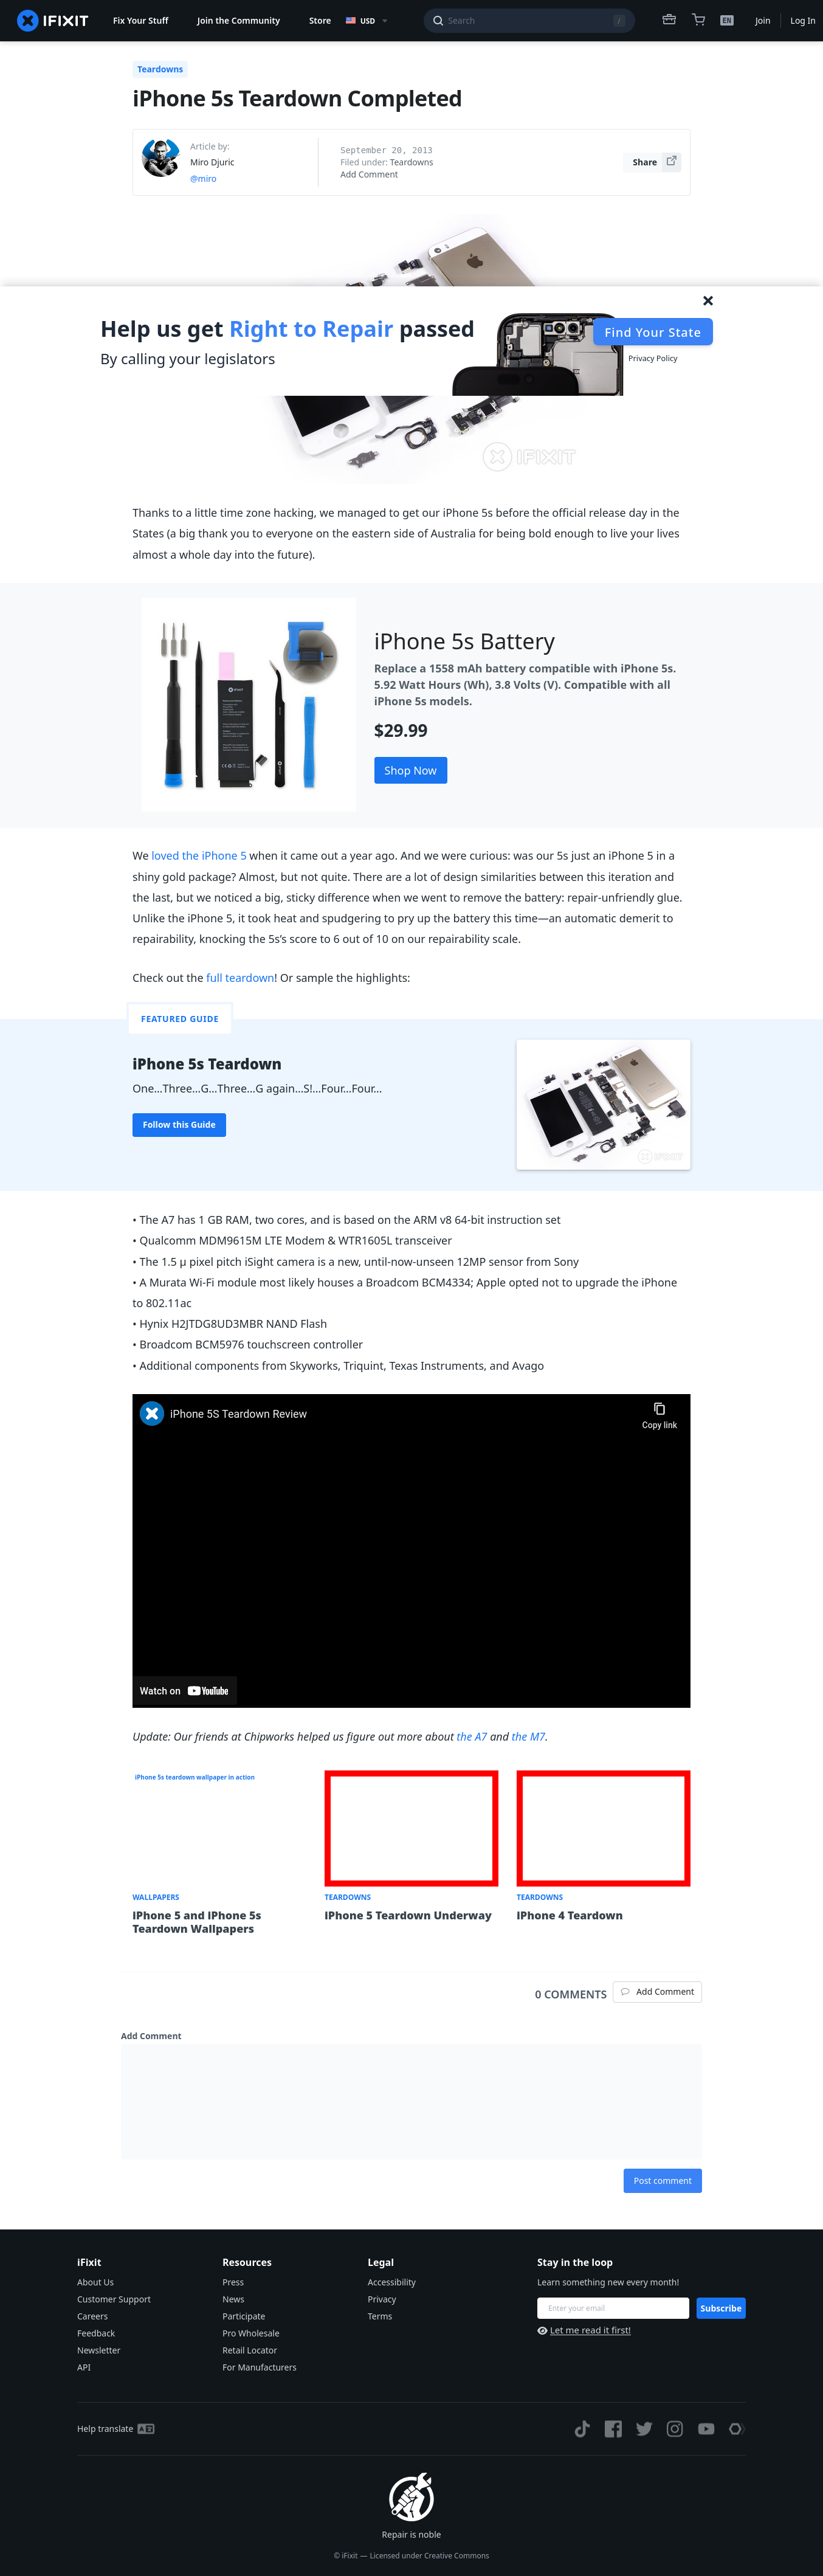 IFIXIT
Fix Your Stuff
Join the Community
Store
USD
Search
/
EN
Join
Log In
Teardowns
iPhone 5s Teardown Completed
Article by:
Miro Djuric
@miro
September 20, 2013
Filed under: Teardowns
Add Comment
Share
Help us get Right to Repair passed
By calling your legislators
Find Your State
Privacy Policy
IFIXIT
Thanks to a little time zone hacking, we managed to get our iPhone 5s before the official release day in the
States (a big thank you to everyone on the eastern side of Australia for being bold enough to live your lives
almost a whole day into the future).
iPhone 5s Battery
Replace a 1558 mAh battery compatible with iPhone 5s.
5.92 Watt Hours (Wh), 3.8 Volts (V). Compatible with all
iPhone 5s models.
$29.99
Shop Now
We loved the iPhone 5 when it came out a year ago. And we were curious: was our 5s just an iPhone 5 in a
shiny gold package? Almost, but not quite. There are a lot of design similarities between this iteration and
the last, but we noticed a big, sticky difference when we went to remove the battery: repair-unfriendly glue.
Unlike the iPhone 5, it took heat and spudgering to pry up the battery this time—an automatic demerit to
repairability, knocking the 5s’s score to 6 out of 10 on our repairability scale.
Check out the full teardown! Or sample the highlights:
FEATURED GUIDE
iPhone 5s Teardown
One...Three...G...Three...G again...S!...Four...Four...
Follow this Guide
IFIXIT
• The A7 has 1 GB RAM, two cores, and is based on the ARM v8 64-bit instruction set
• Qualcomm MDM9615M LTE Modem & WTR1605L transceiver
• The 1.5 µ pixel pitch iSight camera is a new, until-now-unseen 12MP sensor from Sony
• A Murata Wi-Fi module most likely houses a Broadcom BCM4334; Apple opted not to upgrade the iPhone
to 802.11ac
• Hynix H2JTDG8UD3MBR NAND Flash
• Broadcom BCM5976 touchscreen controller
• Additional components from Skyworks, Triquint, Texas Instruments, and Avago
iPhone 5S Teardown Review
Copy link
Watch on YouTube
Update: Our friends at Chipworks helped us figure out more about the A7 and the M7.
iPhone 5s teardown wallpaper in action
WALLPAPERS
iPhone 5 and iPhone 5s
Teardown Wallpapers
TEARDOWNS
iPhone 5 Teardown Underway
TEARDOWNS
iPhone 4 Teardown
0 COMMENTS
Add Comment
Add Comment
Post comment
iFixit
About Us
Customer Support
Careers
Feedback
Newsletter
API
Resources
Press
News
Participate
Pro Wholesale
Retail Locator
For Manufacturers
Legal
Accessibility
Privacy
Terms
Stay in the loop
Learn something new every month!
Enter your email
Subscribe
Let me read it first!
Help translate
Repair is noble
© iFixit — Licensed under Creative Commons